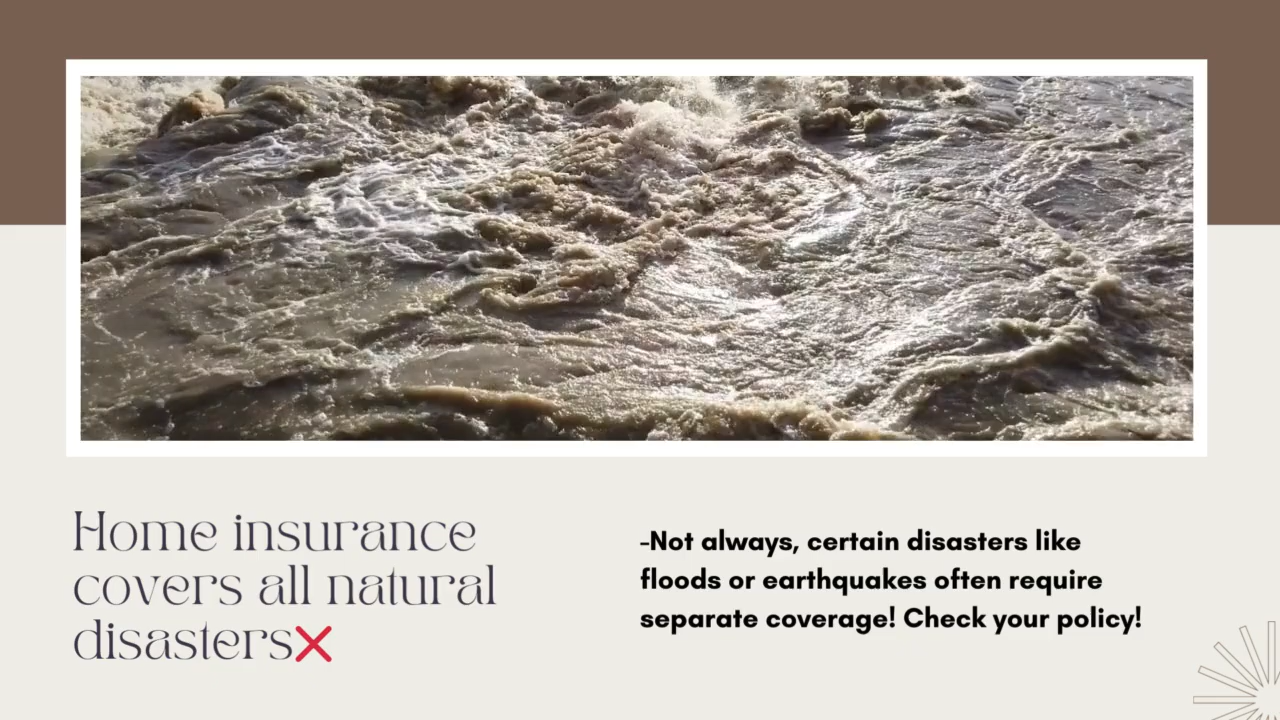 Home insurance
covers all natural
disasters❌
-Not always, certain disasters like
floods or earthquakes often require
separate coverage! Check your policy!